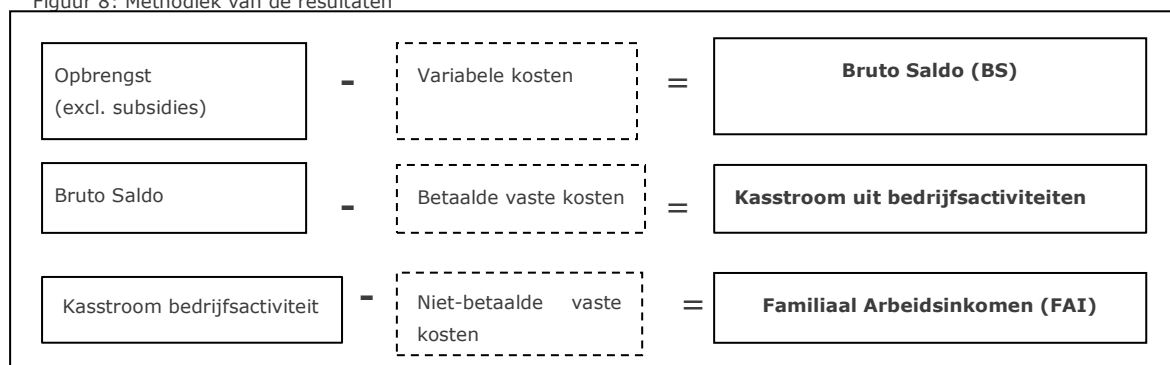 Figuur 8: Methodiek van de resultaten
Opbrengst
(excl. subsidies)
-
Variabele kosten
=
Bruto Saldo (BS)
Bruto Saldo
-
Betaalde vaste kosten
=
Kasstroom uit bedrijfsactiviteiten
Kasstroom bedrijfsactiviteit
-
Niet-betaalde vaste
kosten
=
Familiaal Arbeidsinkomen (FAI)